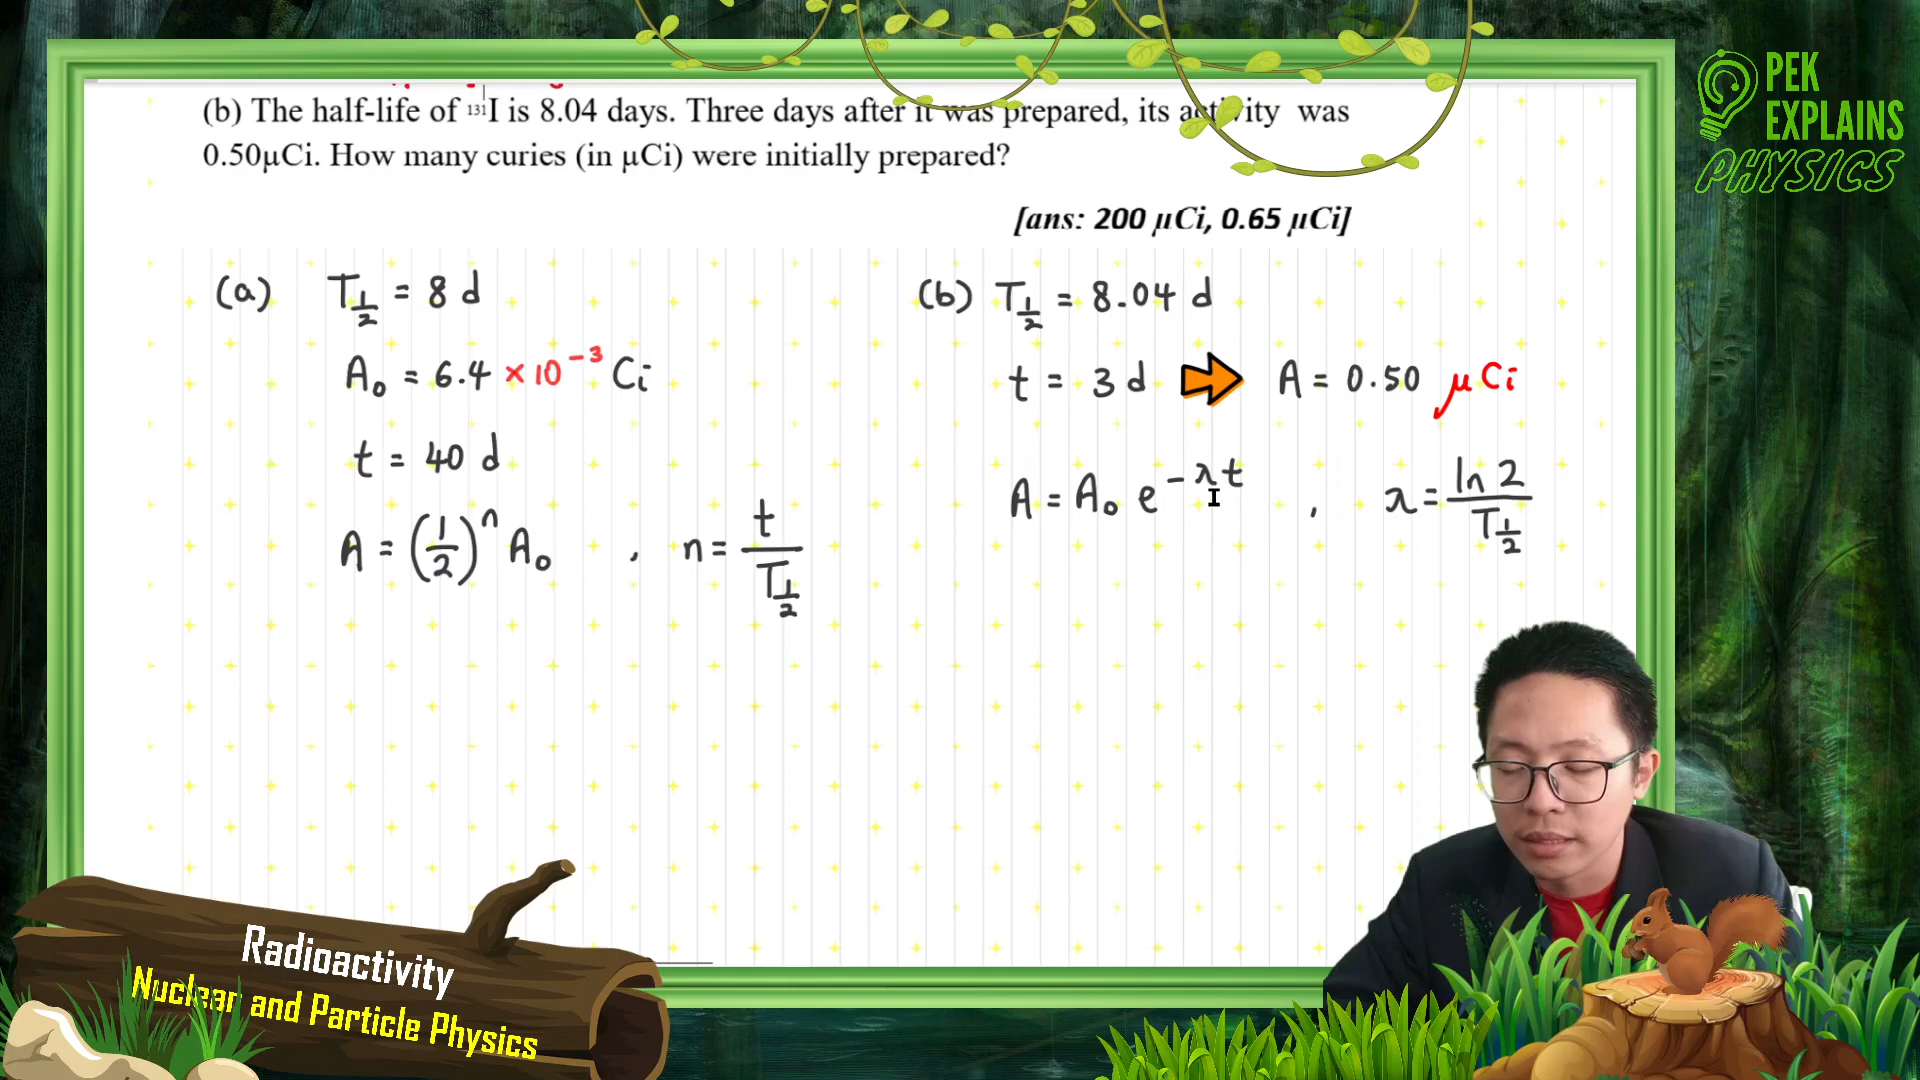 (b) The half-life of ¹³¹I is 8.04 days. Three days after it was prepared, its activity was
0.50μCi. How many curies (in μCi) were initially prepared?
[ans: 200 μCi, 0.65 μCi]
(a) T½ = 8 d
A₀ = 6.4 × 10⁻³ Ci
t = 40 d
A = (1/2)ⁿ A₀ , n = t / T½
(b) T½ = 8.04 d
t = 3 d A = 0.50 μCi
A = A₀ e^-λt , λ = ln 2 / T½
PEK
EXPLAINS
PHYSICS
Radioactivity
Nuclear and Particle Physics